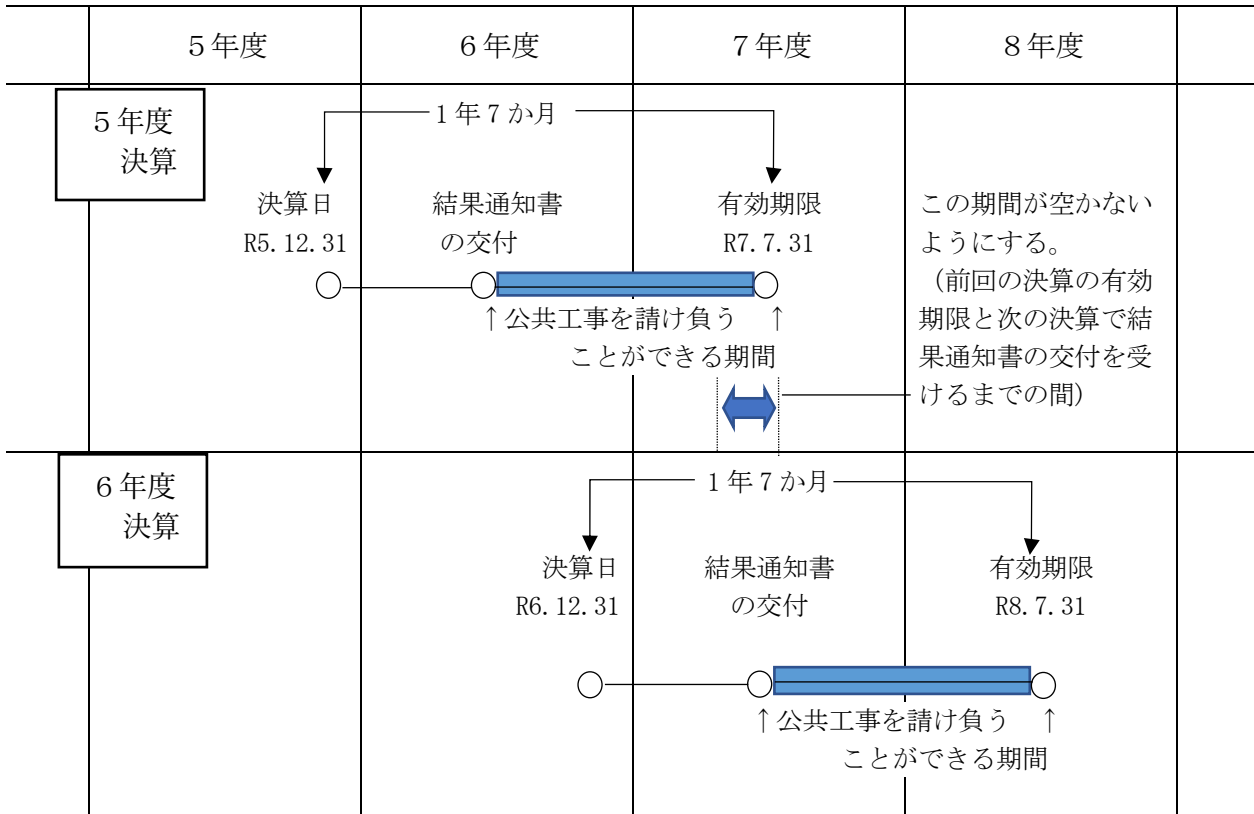 ５年度
６年度
７年度
８年度
５年度
決算
１年７か月
決算日
R5.12.31
結果通知書
の交付
有効期限
R7.7.31
↑公共工事を請け負う　↑
ことができる期間
この期間が空かない
ようにする。
（前回の決算の有効
期限と次の決算で結
果通知書の交付を受
けるまでの間）
６年度
決算
１年７か月
決算日
R6.12.31
結果通知書
の交付
有効期限
R8.7.31
↑公共工事を請け負う　↑
ことができる期間